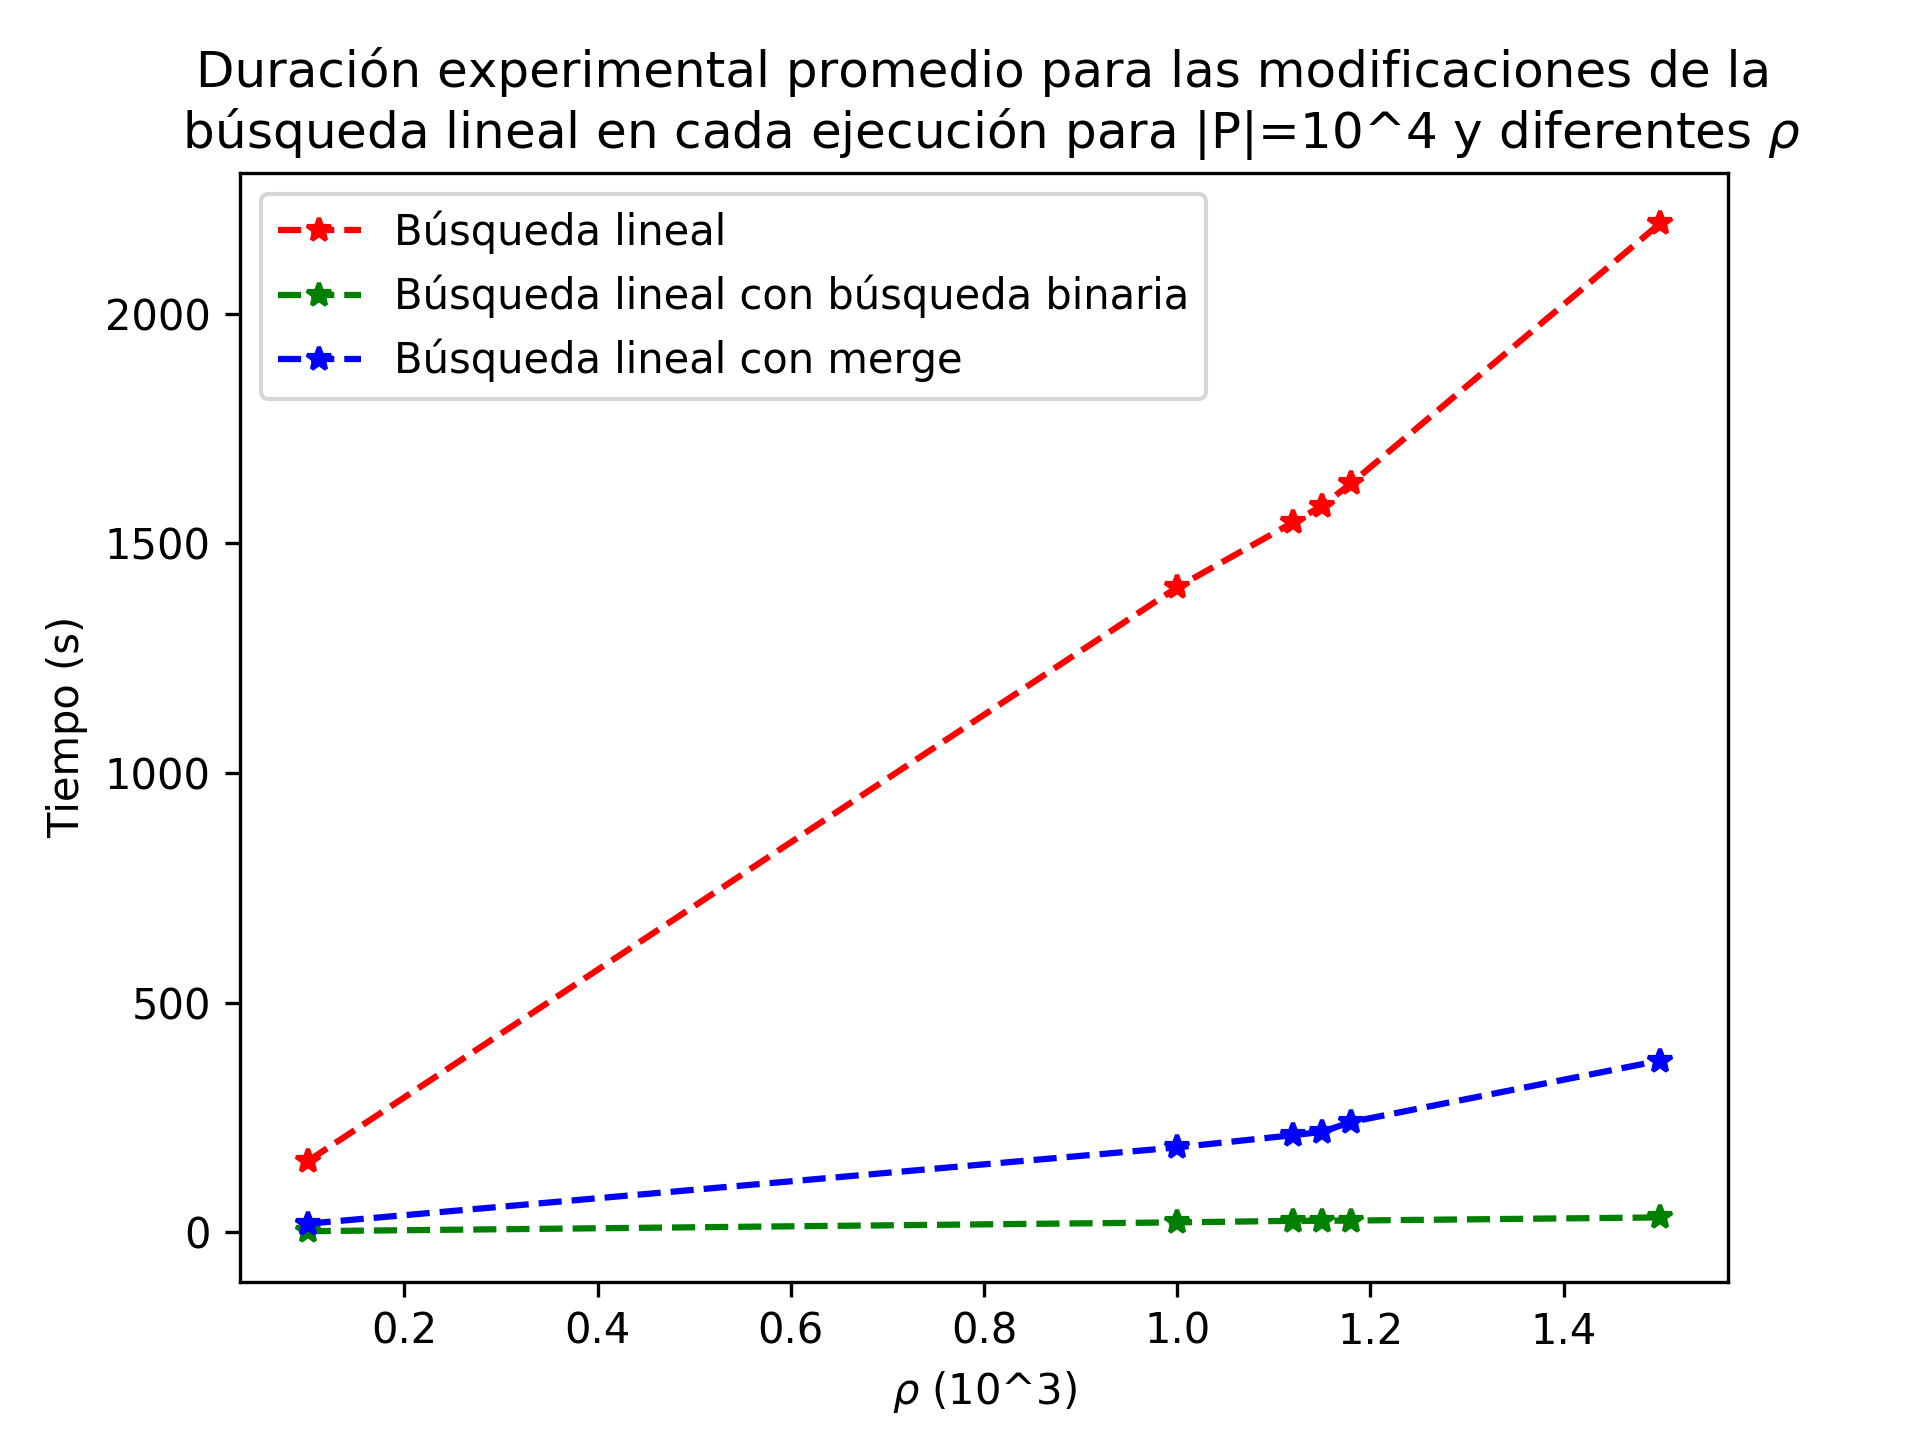 Duración experimental promedio para las modificaciones de la
búsqueda lineal en cada ejecución para |P|=10^4 y diferentes ρ
Búsqueda lineal
Búsqueda lineal con búsqueda binaria
Búsqueda lineal con merge
Tiempo (s)
2000
1500
1000
500
0
0.2 0.4 0.6 0.8 1.0 1.2 1.4
ρ (10^3)